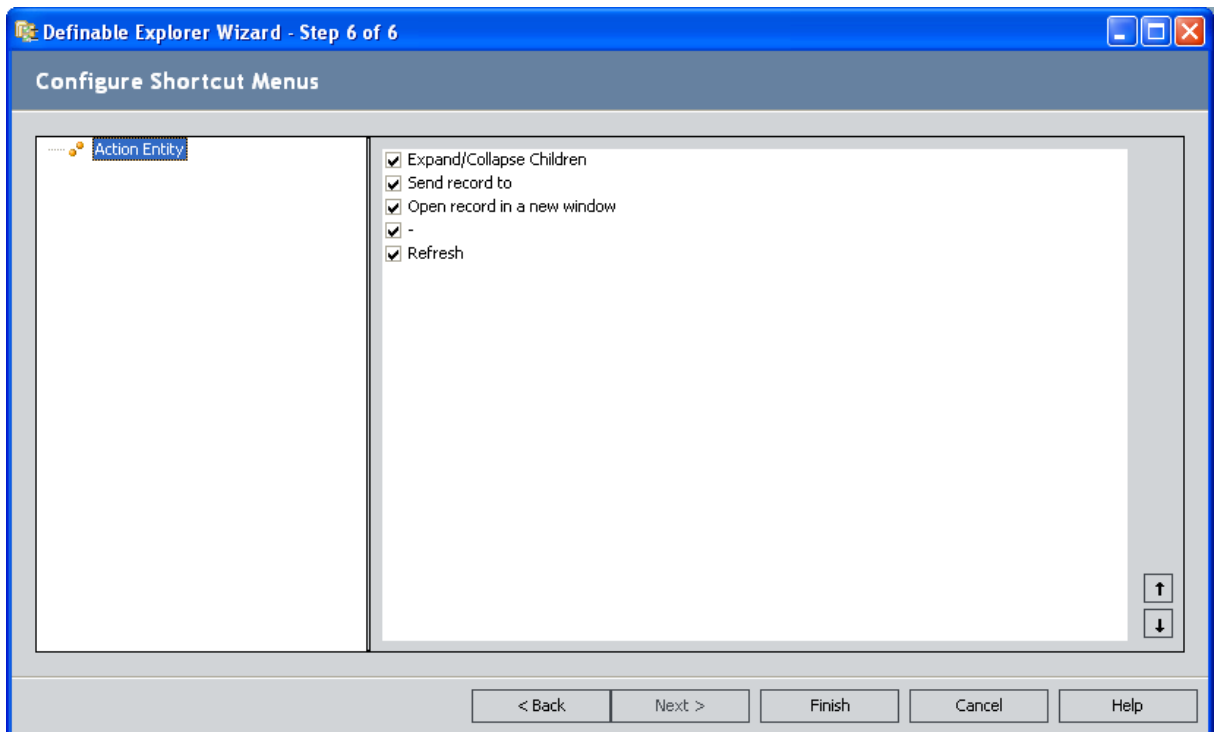 Definable Explorer Wizard - Step 6 of 6
Configure Shortcut Menus
Action Entity
Expand/Collapse Children
Send record to
Open record in a new window
-
Refresh
< Back Next > Finish Cancel Help